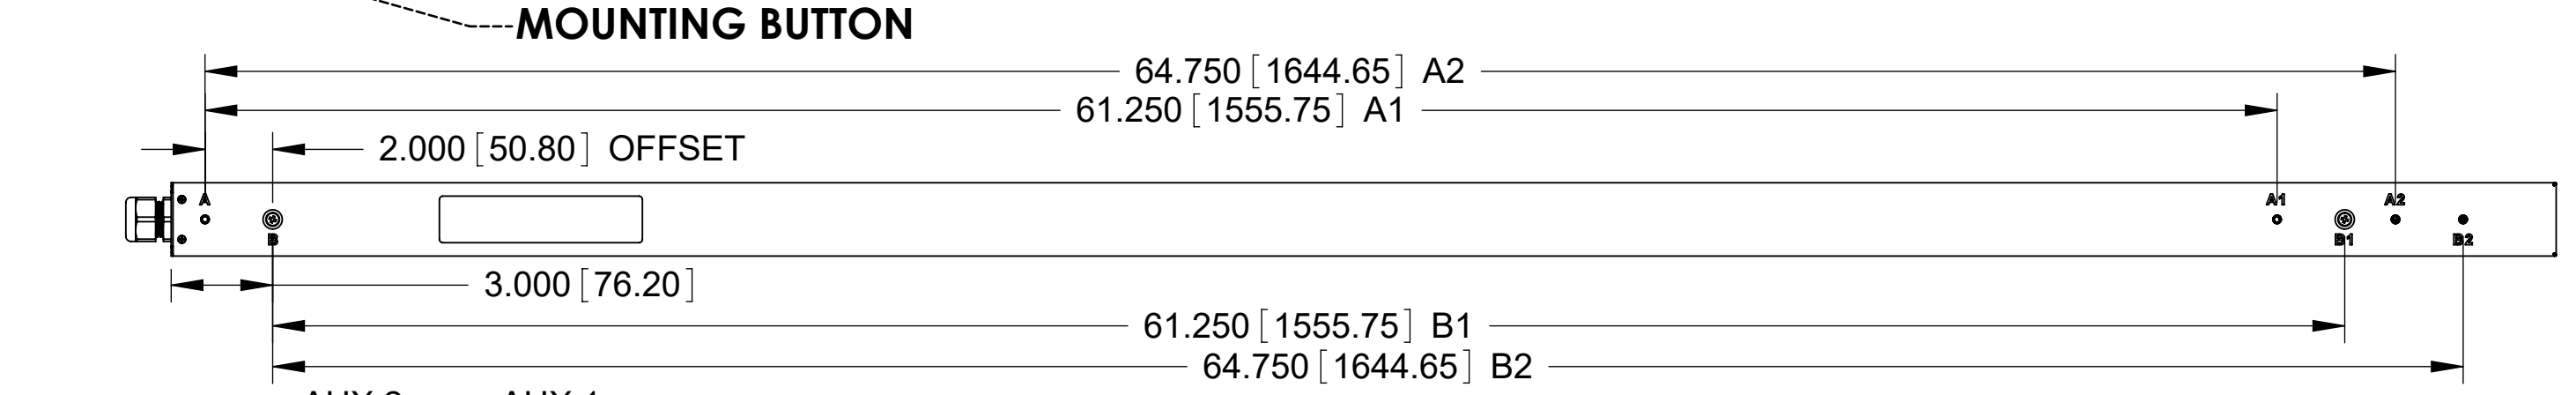 MOUNTING BUTTON
64.750 [1644.65] A2
61.250 [1555.75] A1
2.000 [50.80] OFFSET
A
A1
A2
B
B1
B2
3.000 [76.20]
61.250 [1555.75] B1
64.750 [1644.65] B2